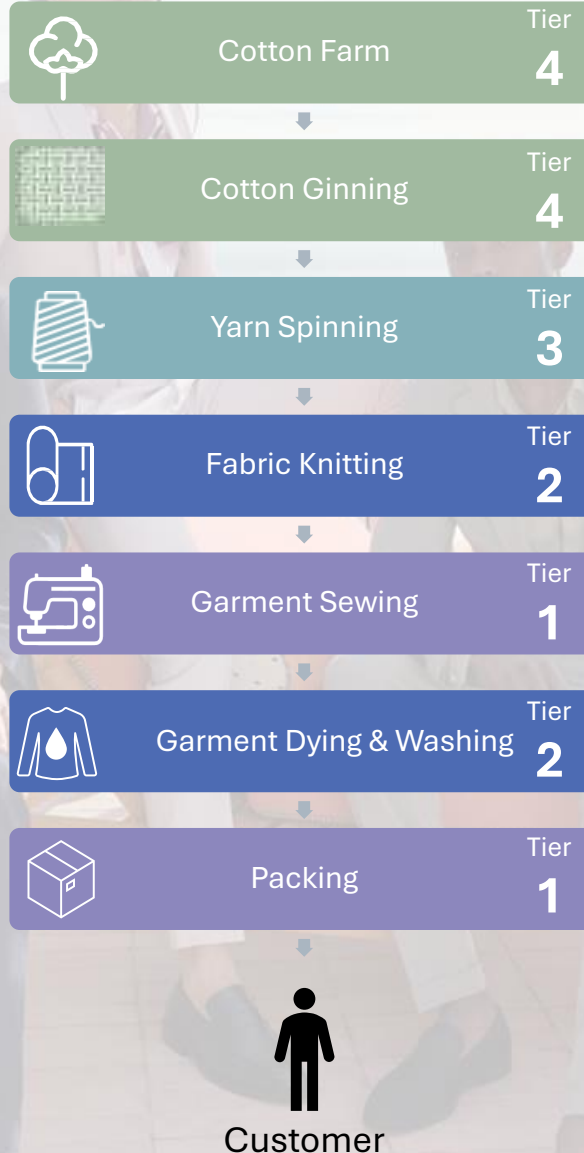 Tier
Cotton Farm
4
Tier
Cotton Ginning
4
Tier
Yarn Spinning
3
Tier
Fabric Knitting
2
Tier
Garment Sewing
1
Tier
Garment Dying & Washing
2
Tier
Packing
1
Customer